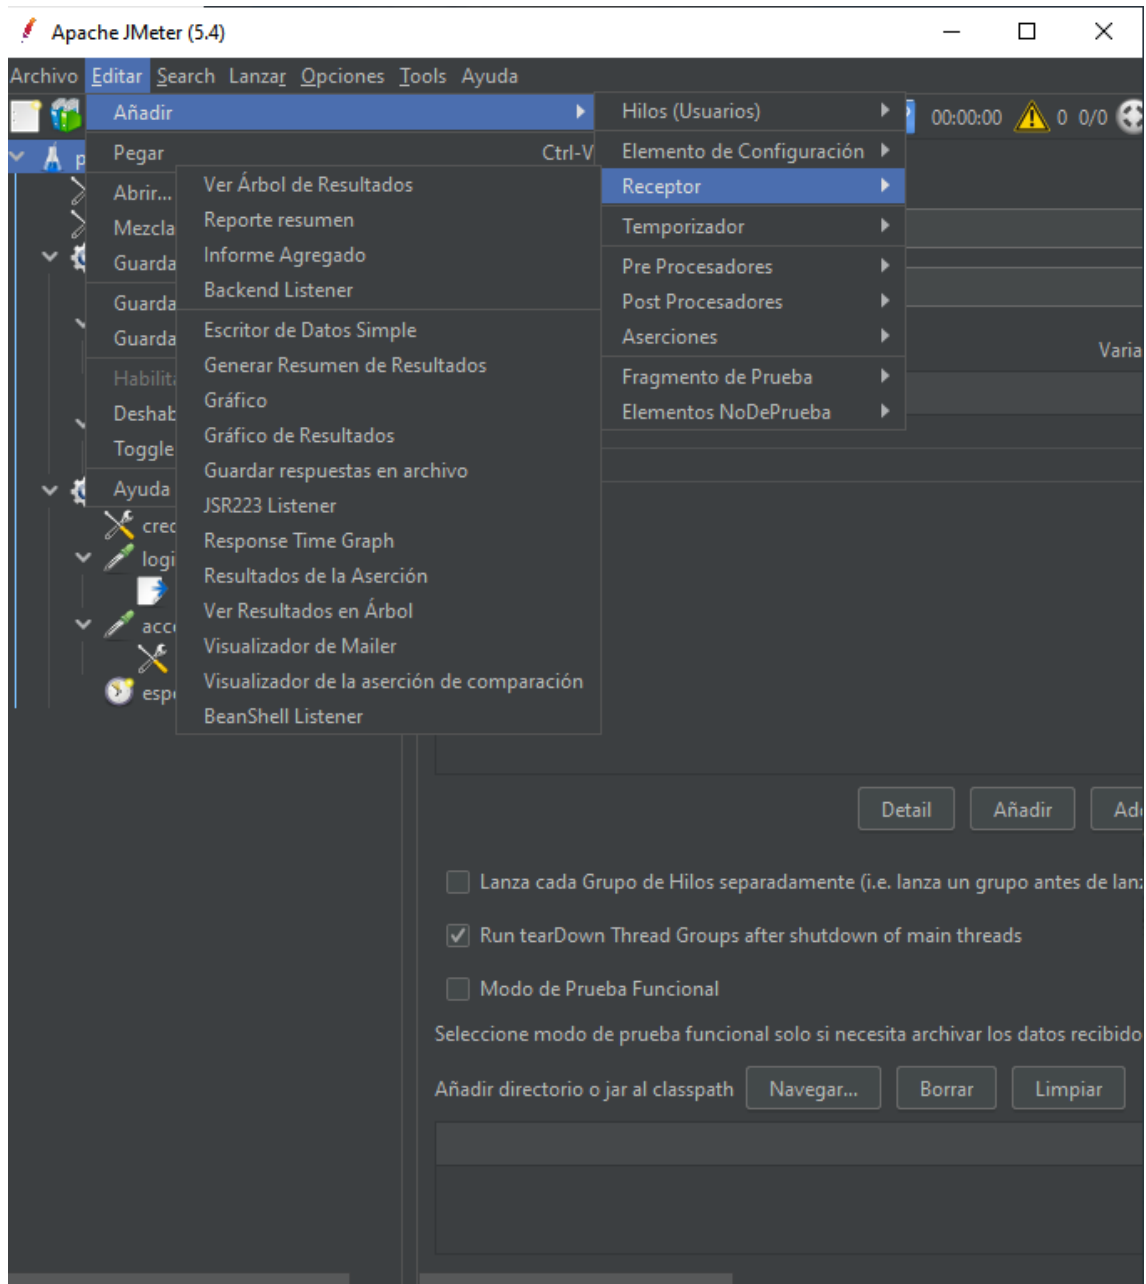 Apache JMeter (5.4)
Archivo Editar Search Lanzar Opciones Tools Ayuda
00:00:00 0 0/0
Añadir
Pegar Ctrl-V
Abrir...
Mezcla
Guarda
Guarda
Guarda
Habilita
Deshab
Toggle
Ayuda
Hilos (Usuarios)
Elemento de Configuración
Receptor
Temporizador
Pre Procesadores
Post Procesadores
Aserciones
Fragmento de Prueba
Elementos NoDePrueba
Ver Árbol de Resultados
Reporte resumen
Informe Agregado
Backend Listener
Escritor de Datos Simple
Generar Resumen de Resultados
Gráfico
Gráfico de Resultados
Guardar respuestas en archivo
JSR223 Listener
Response Time Graph
Resultados de la Aserción
Ver Resultados en Árbol
Visualizador de Mailer
Visualizador de la aserción de comparación
BeanShell Listener
p
cred
logi
acce
espe
Varia
Detail Añadir Add
Lanza cada Grupo de Hilos separadamente (i.e. lanza un grupo antes de lanz
Run tearDown Thread Groups after shutdown of main threads
Modo de Prueba Funcional
Seleccione modo de prueba funcional solo si necesita archivar los datos recibido
Añadir directorio o jar al classpath Navegar... Borrar Limpiar